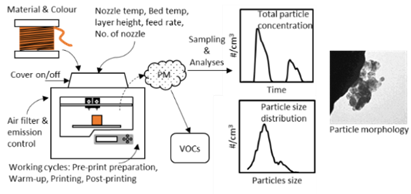 Material & Colour
Nozzle temp, Bed temp,
layer height, feed rate,
No. of nozzle
Cover on/off
Air filter &
emission
control
Working cycles: Pre-print preparation,
Warm-up, Printing, Post-printing
PM
VOCs
Sampling
& Analyses
Total particle
concentration
g/cm³
Time
Particle size
distribution
g/cm³
Particles size
Particle morphology